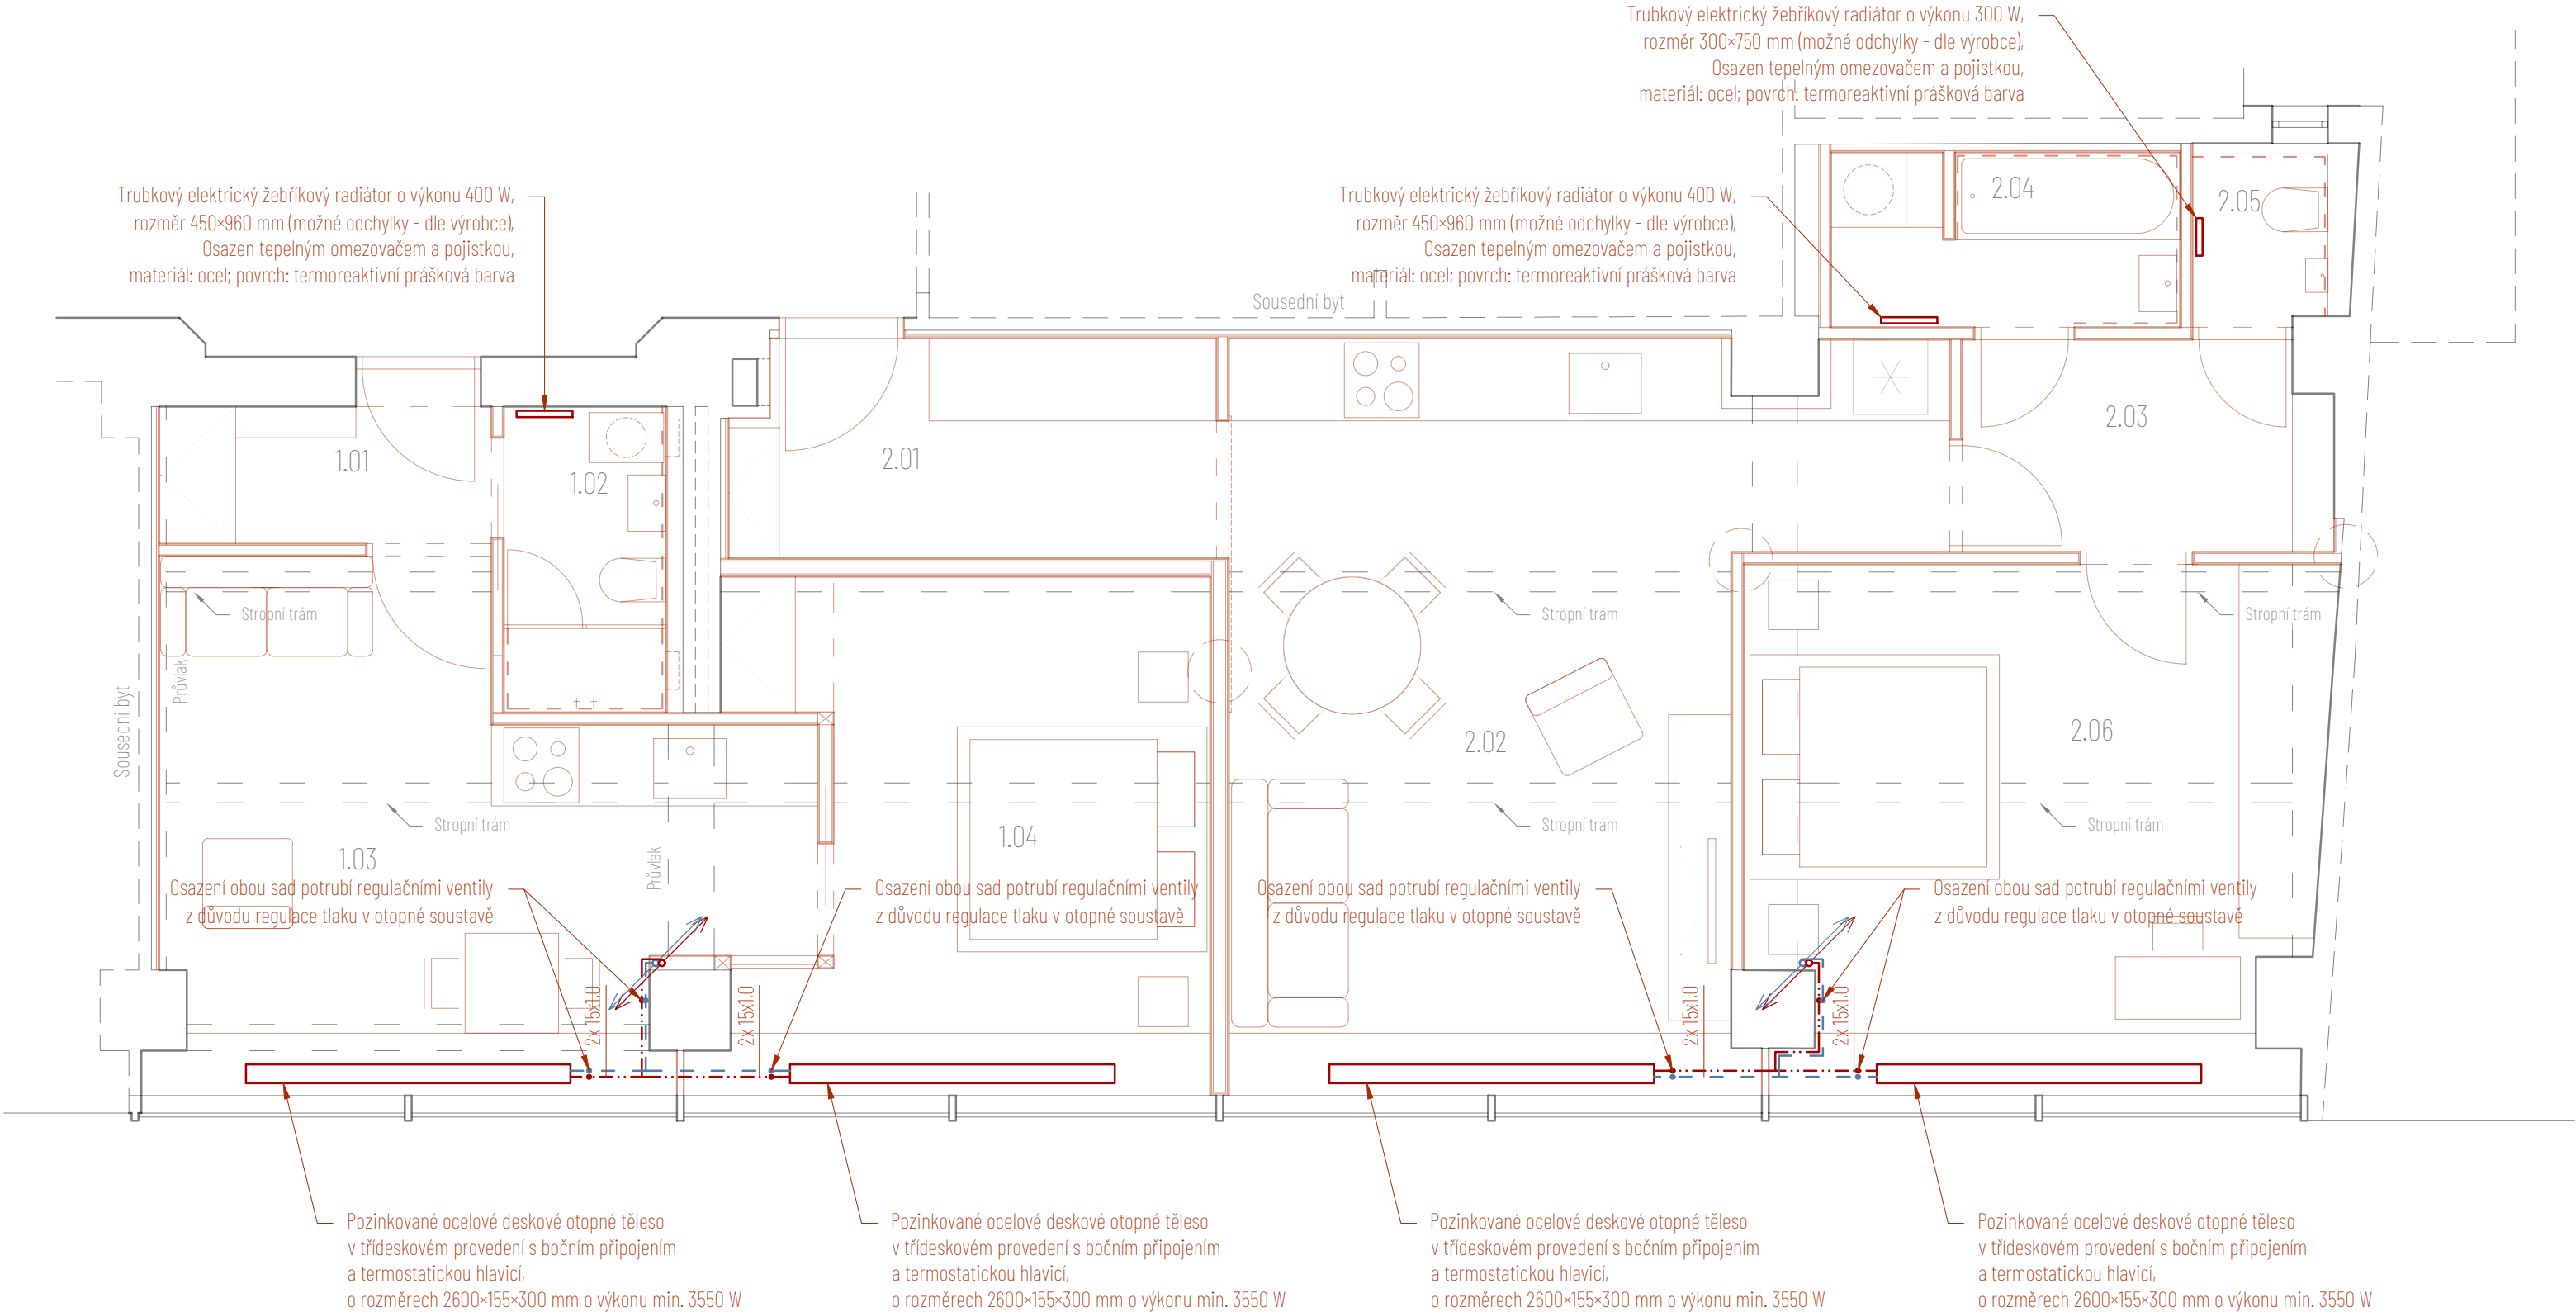 Trubkový elektrický žebříkový radiátor o výkonu 300 W,
rozměr 300×750 mm (možné odchylky - dle výrobce),
Osazen tepelným omezovačem a pojistkou,
materiál: ocel; povrch: termoreaktivní prášková barva
Trubkový elektrický žebříkový radiátor o výkonu 400 W,
rozměr 450×960 mm (možné odchylky - dle výrobce),
Osazen tepelným omezovačem a pojistkou,
materiál: ocel; povrch: termoreaktivní prášková barva
Trubkový elektrický žebříkový radiátor o výkonu 400 W,
rozměr 450×960 mm (možné odchylky - dle výrobce),
Osazen tepelným omezovačem a pojistkou,
materiál: ocel; povrch: termoreaktivní prášková barva
2.04
2.05
Sousední byt
2.03
1.01
1.02
2.01
Stropní trám
Stropní trám
Stropní trám
Průvlak
Sousední byt
2.02
2.06
Stropní trám
Stropní trám
Stropní trám
1.03
1.04
Průvlak
Osazení obou sad potrubí regulačními ventily
z důvodu regulace tlaku v otopné soustavě
Osazení obou sad potrubí regulačními ventily
z důvodu regulace tlaku v otopné soustavě
Osazení obou sad potrubí regulačními ventily
z důvodu regulace tlaku v otopné soustavě
Osazení obou sad potrubí regulačními ventily
z důvodu regulace tlaku v otopné soustavě
2x 15x1,0
2x 15x1,0
2x 15x1,0
2x 15x1,0
Pozinkované ocelové deskové otopné těleso
v třídeskovém provedení s bočním připojením
a termostatickou hlavicí,
o rozměrech 2600×155×300 mm o výkonu min. 3550 W
Pozinkované ocelové deskové otopné těleso
v třídeskovém provedení s bočním připojením
a termostatickou hlavicí,
o rozměrech 2600×155×300 mm o výkonu min. 3550 W
Pozinkované ocelové deskové otopné těleso
v třídeskovém provedení s bočním připojením
a termostatickou hlavicí,
o rozměrech 2600×155×300 mm o výkonu min. 3550 W
Pozinkované ocelové deskové otopné těleso
v třídeskovém provedení s bočním připojením
a termostatickou hlavicí,
o rozměrech 2600×155×300 mm o výkonu min. 3550 W